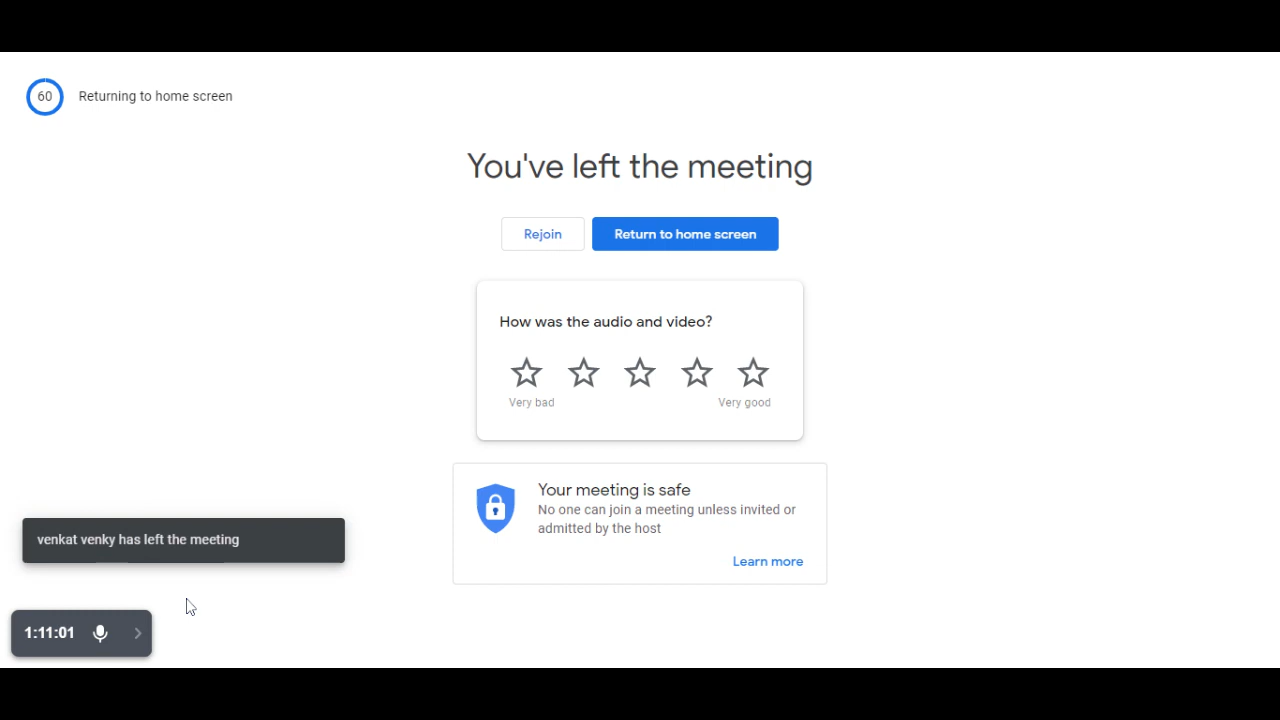 60 Returning to home screen
You've left the meeting
Rejoin Return to home screen
How was the audio and video?
Very bad Very good
Your meeting is safe
No one can join a meeting unless invited or
admitted by the host
Learn more
venkat venky has left the meeting
1:11:01